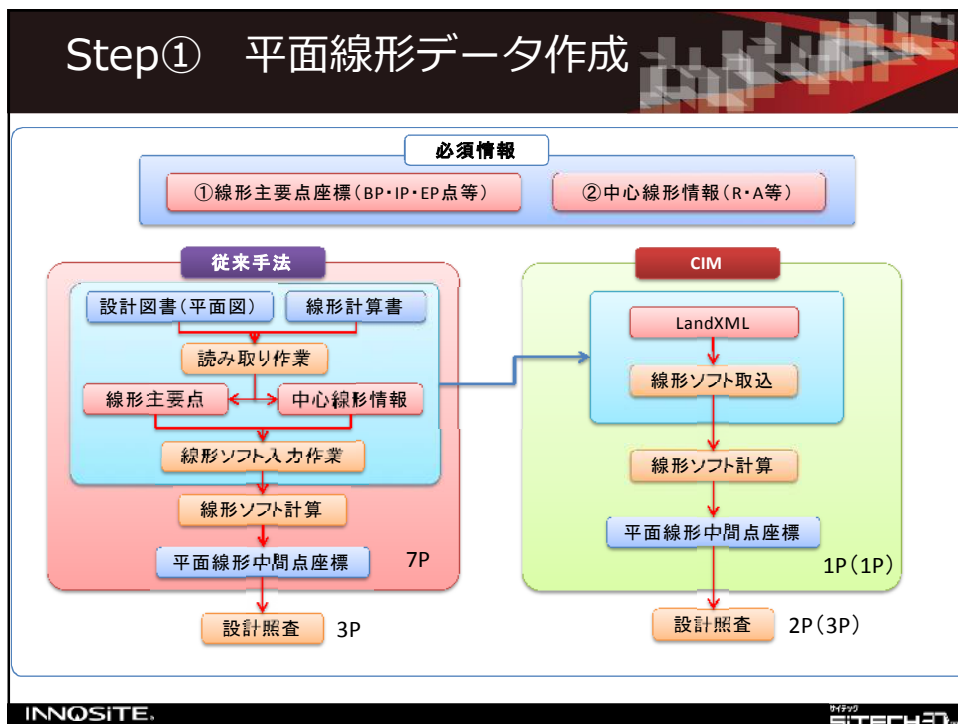 Step① 平面線形データ作成
必須情報
①線形主要点座標(BP・IP・EP点等)
②中心線形情報(R・A等)
従来手法
設計図書(平面図)
線形計算書
読み取り作業
線形主要点
中心線形情報
線形ソフト入力作業
線形ソフト計算
平面線形中間点座標
7P
設計照査
3P
CIM
LandXML
線形ソフト取込
線形ソフト計算
平面線形中間点座標
1P(1P)
設計照査
2P(3P)
INNOSiTE
サイテック
SiTECH 3D